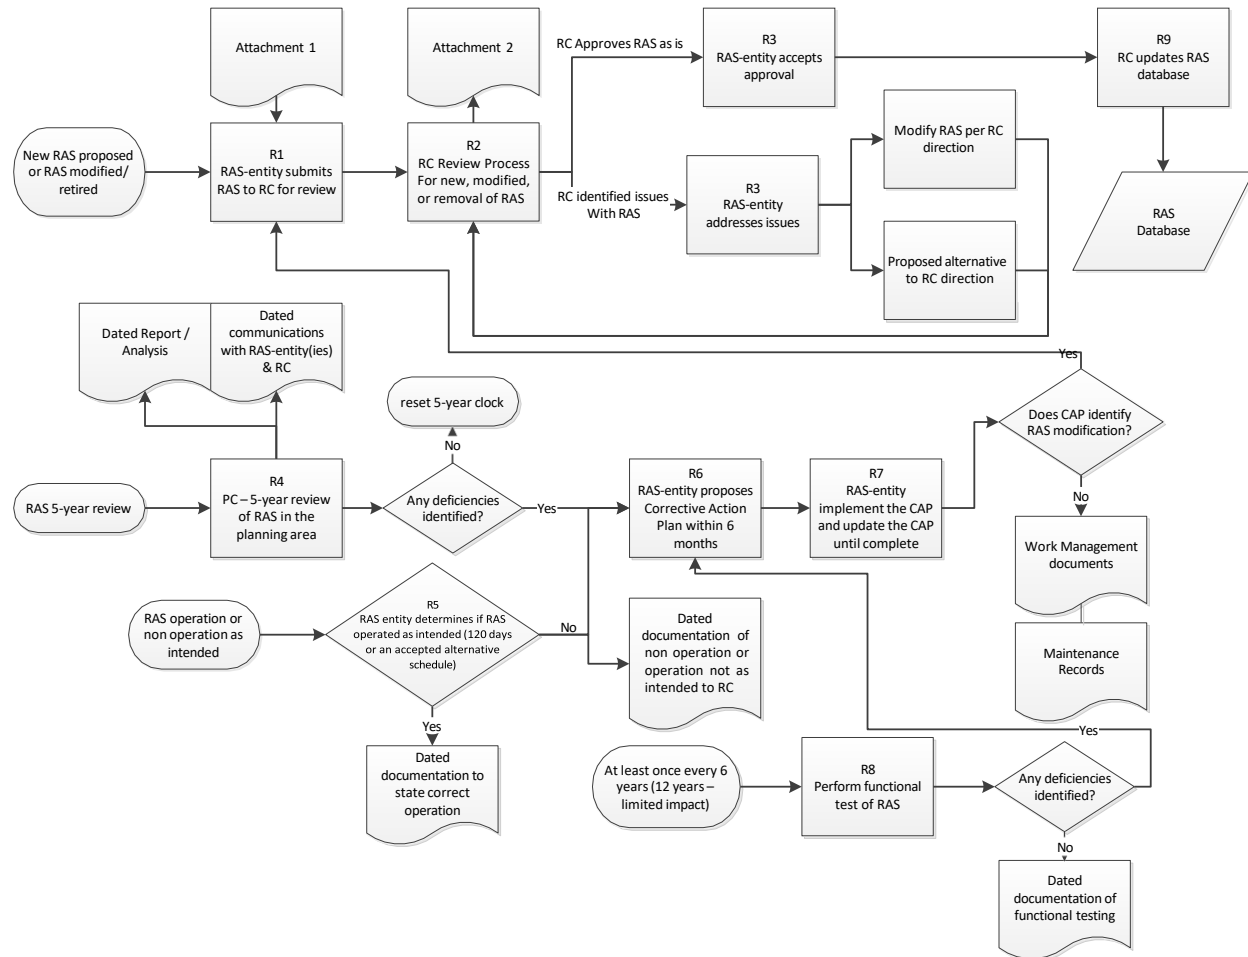 Attachment 1
Attachment 2
RC Approves RAS as is
R3
RAS-entity accepts
approval
R9
RC updates RAS
database
New RAS proposed
or RAS modified/
retired
R1
RAS-entity submits
RAS to RC for review
R2
RC Review Process
For new, modified,
or removal of RAS
RC identified issues
With RAS
R3
RAS-entity
addresses issues
Modify RAS per RC
direction
Proposed alternative
to RC direction
RAS
Database
Dated Report /
Analysis
Dated
communications
with RAS-entity(ies)
& RC
reset 5-year clock
No
RAS 5-year review
R4
PC – 5-year review
of RAS in the
planning area
Any deficiencies
identified?
Yes
R6
RAS-entity proposes
Corrective Action
Plan within 6
months
R7
RAS-entity
implement the CAP
and update the CAP
until complete
Yes
Does CAP identify
RAS modification?
No
Work Management
documents
Maintenance
Records
RAS operation or
non operation as
intended
R5
RAS entity determines if RAS
operated as intended (120 days
or an accepted alternative
schedule)
No
Dated
documentation of
non operation or
operation not as
intended to RC
Yes
Dated
documentation to
state correct
operation
At least once every 6
years (12 years –
limited impact)
R8
Perform functional
test of RAS
Any deficiencies
identified?
Yes
No
Dated
documentation of
functional testing